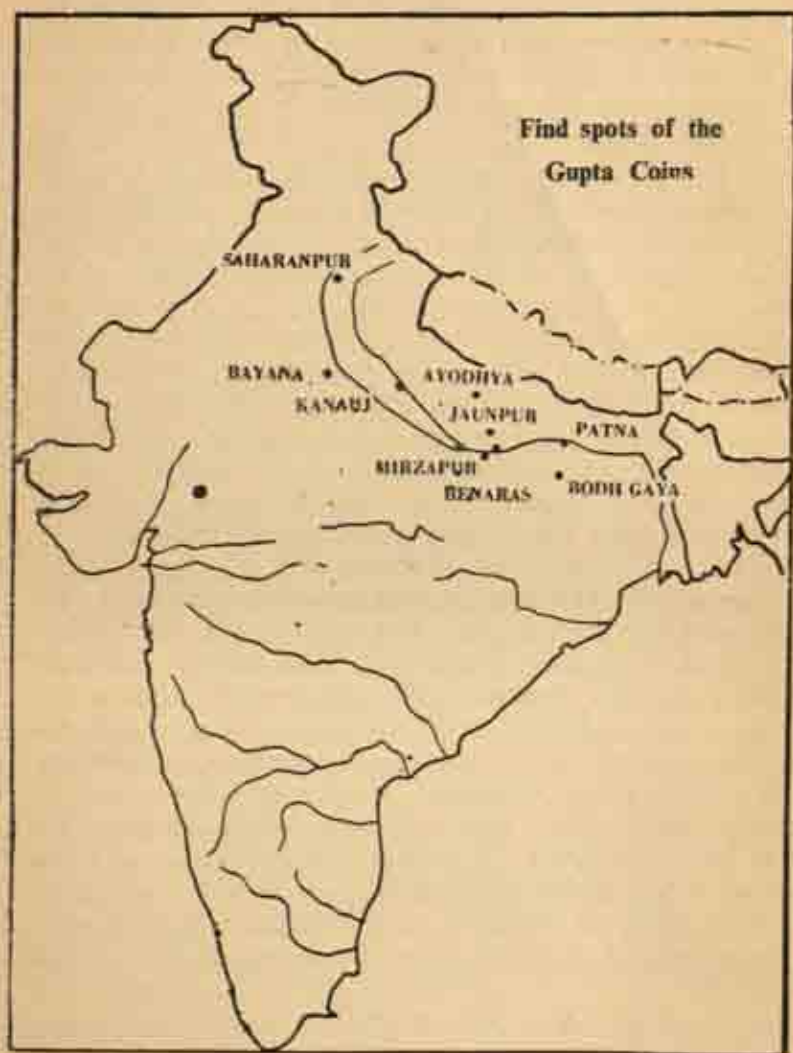 Find spots of the
Gupta Coins
SAHARANPUR
BAYANA
KANAUJ
AYODHYA
JAUNPUR
PATNA
MIRZAPUR
BENARAS
BODH GAYA